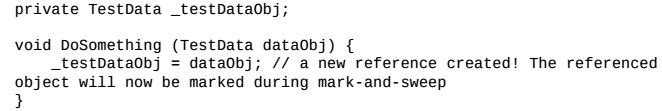 private TestData _testDataObj;

void DoSomething (TestData dataObj) {
    _testDataObj = dataObj; // a new reference created! The referenced
object will now be marked during mark-and-sweep
}